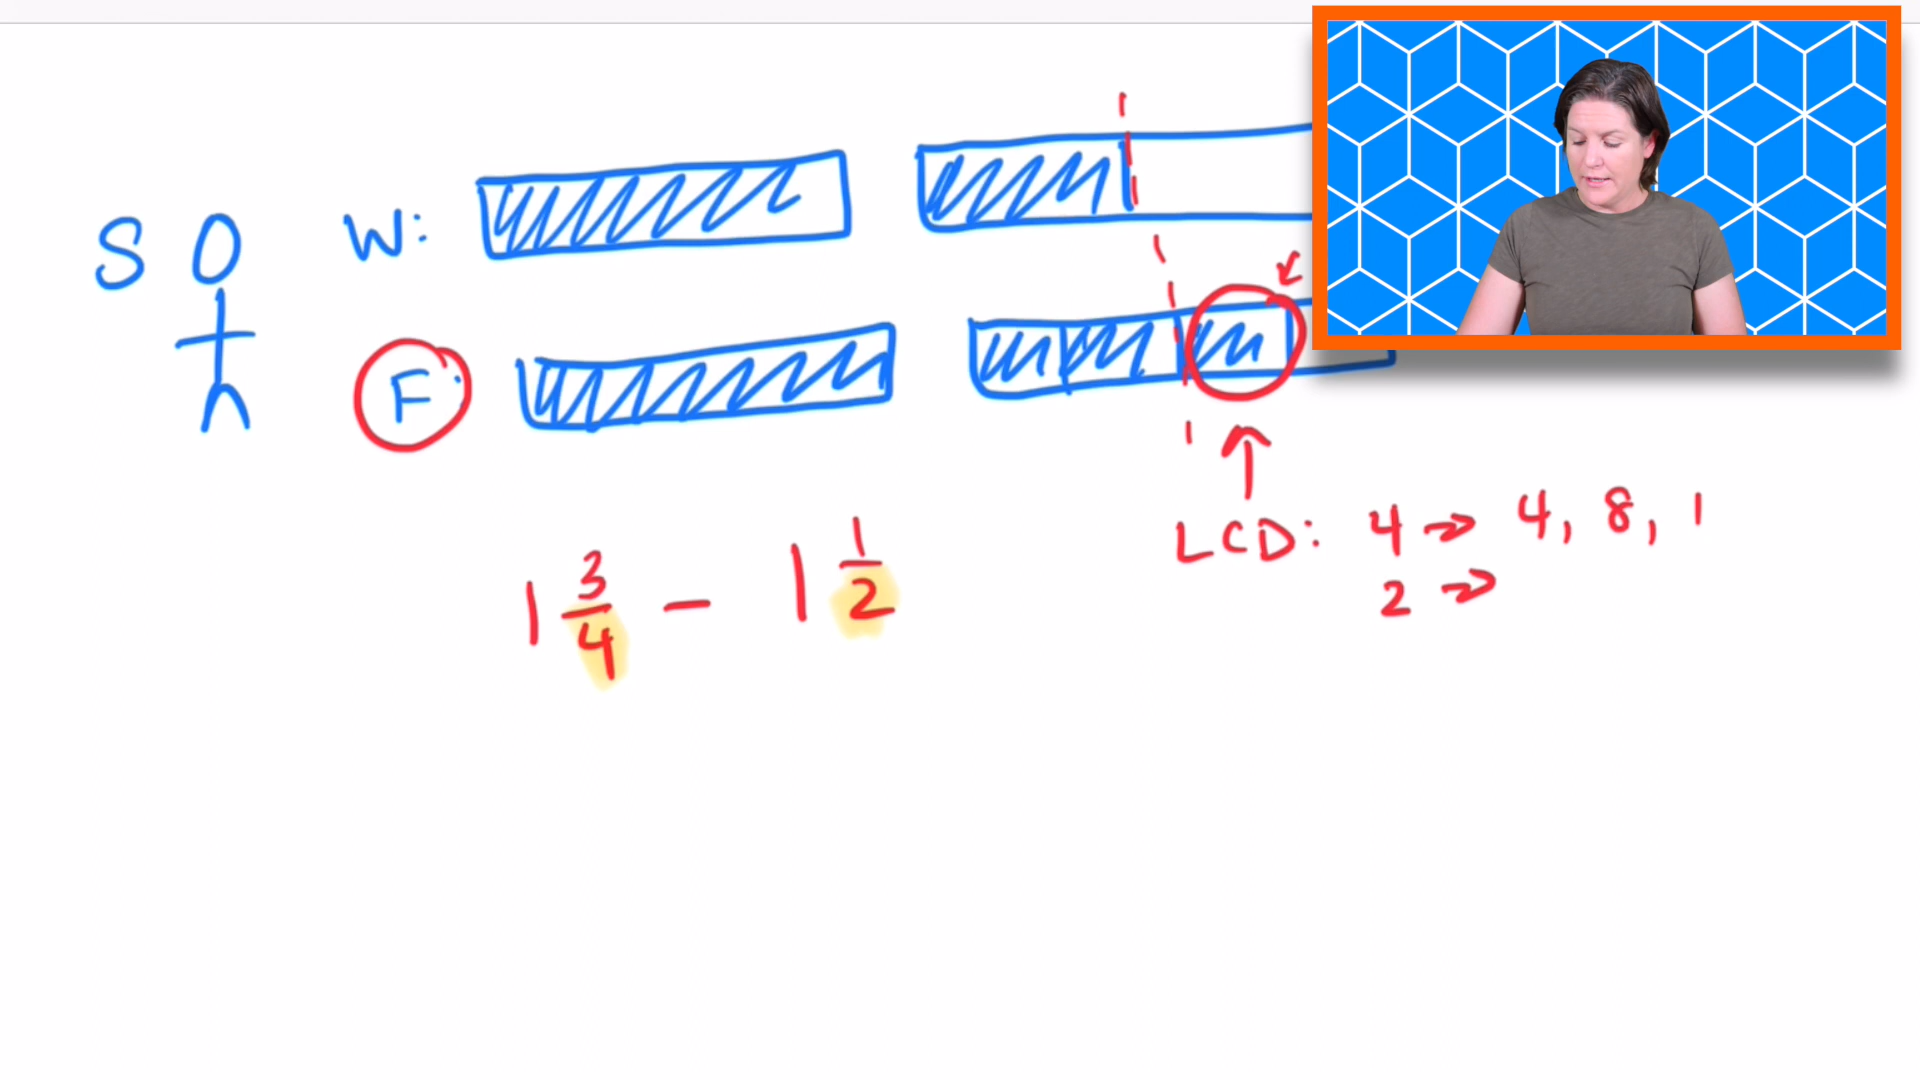 S
W:
F:
1 3/4 - 1 1/2
LCD: 4 ⇒ 4, 8, 1
2 ⇒